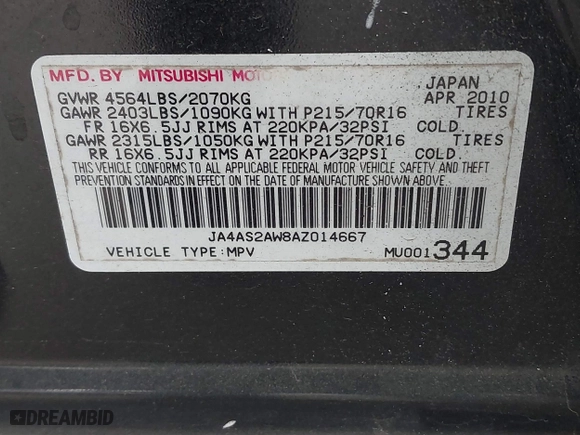 MFD. BY MITSUBISHI MOTO
JAPAN
GVWR 4564LBS/2070KG APR 2010
GAWR 2403LBS/1090KG WITH P215/70R16 TIRES
FR 16X6.5JJ RIMS AT 220KPA/32PSI COLD.
GAWR 2315LBS/1050KG WITH P215/70R16 TIRES
RR 16X6.5JJ RIMS AT 220KPA/32PSI COLD.
THIS VEHICLE CONFORMS TO ALL APPLICABLE FEDERAL MOTOR VEHICLE SAFETY AND THEFT
PREVENTION STANDARDS IN EFFECT ON THE DATE OF MANUFACTURE SHOWN ABOVE.
JA4AS2AW8AZ014667
VEHICLE TYPE:MPV MU001344
DREAMBID